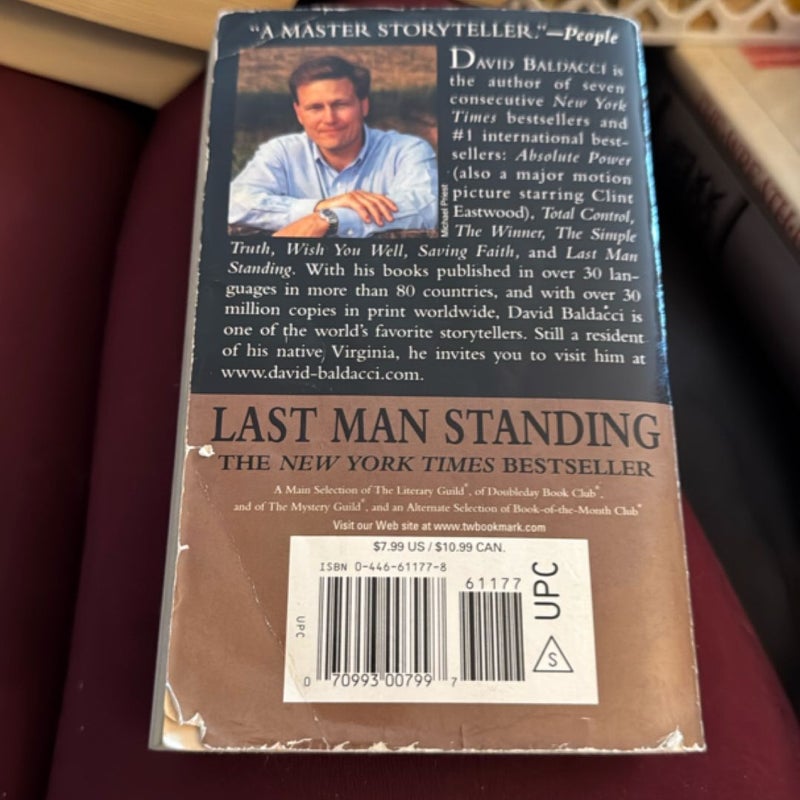 "A MASTER STORYTELLER."—People
DAVID BALDACCI is
the author of seven
consecutive New York
Times bestsellers and
#1 international best-
sellers: Absolute Power
(also a major motion
picture starring Clint
Eastwood), Total Control,
The Winner, The Simple
Truth, Wish You Well, Saving Faith, and Last Man
Standing. With his books published in over 30 lan-
guages in more than 80 countries, and with over 30
million copies in print worldwide, David Baldacci is
one of the world's favorite storytellers. Still a resident
of his native Virginia, he invites you to visit him at
www.david-baldacci.com.
Michael Priest
LAST MAN STANDING
THE NEW YORK TIMES BESTSELLER
A Main Selection of The Literary Guild®, of Doubleday Book Club®,
and of The Mystery Guild®, and an Alternate Selection of Book-of-the-Month Club®
Visit our Web site at www.twbookmark.com
$7.99 US / $10.99 CAN.
ISBN 0-446-61177-8
61177
UPC
0 70993 00799 7
S
UPC